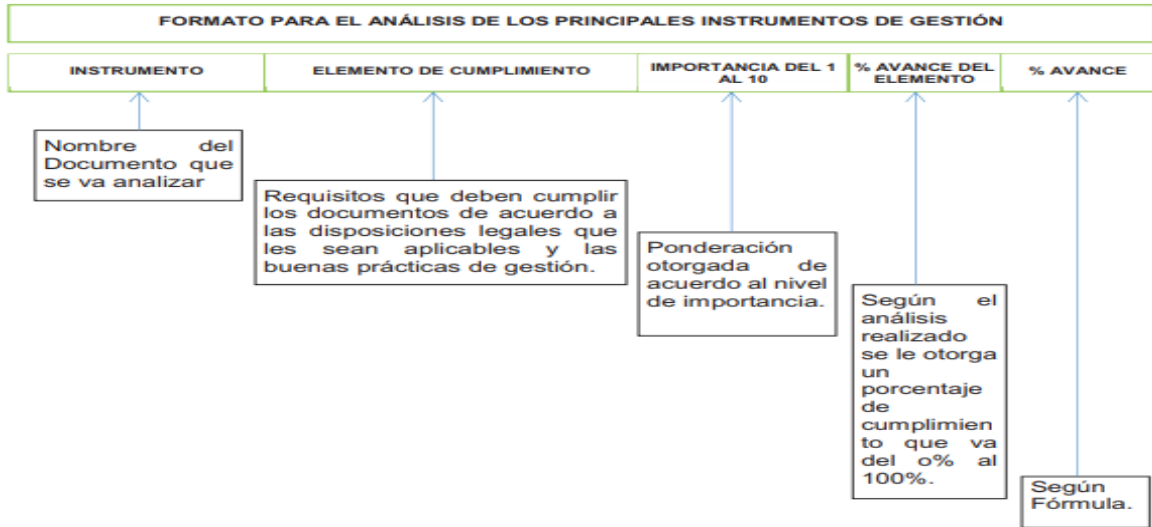 FORMATO PARA EL ANÁLISIS DE LOS PRINCIPALES INSTRUMENTOS DE GESTIÓN
INSTRUMENTO
ELEMENTO DE CUMPLIMIENTO
IMPORTANCIA DEL 1
AL 10
% AVANCE DEL
ELEMENTO
% AVANCE
Nombre del
Documento que
se va analizar
Requisitos que deben cumplir
los documentos de acuerdo a
las disposiciones legales que
les sean aplicables y las
buenas prácticas de gestión.
Ponderación
otorgada de
acuerdo al nivel
de importancia.
Según el
análisis
realizado
se le otorga
un
porcentaje
de
cumplimien
to que va
del o% al
100%.
Según
Fórmula.